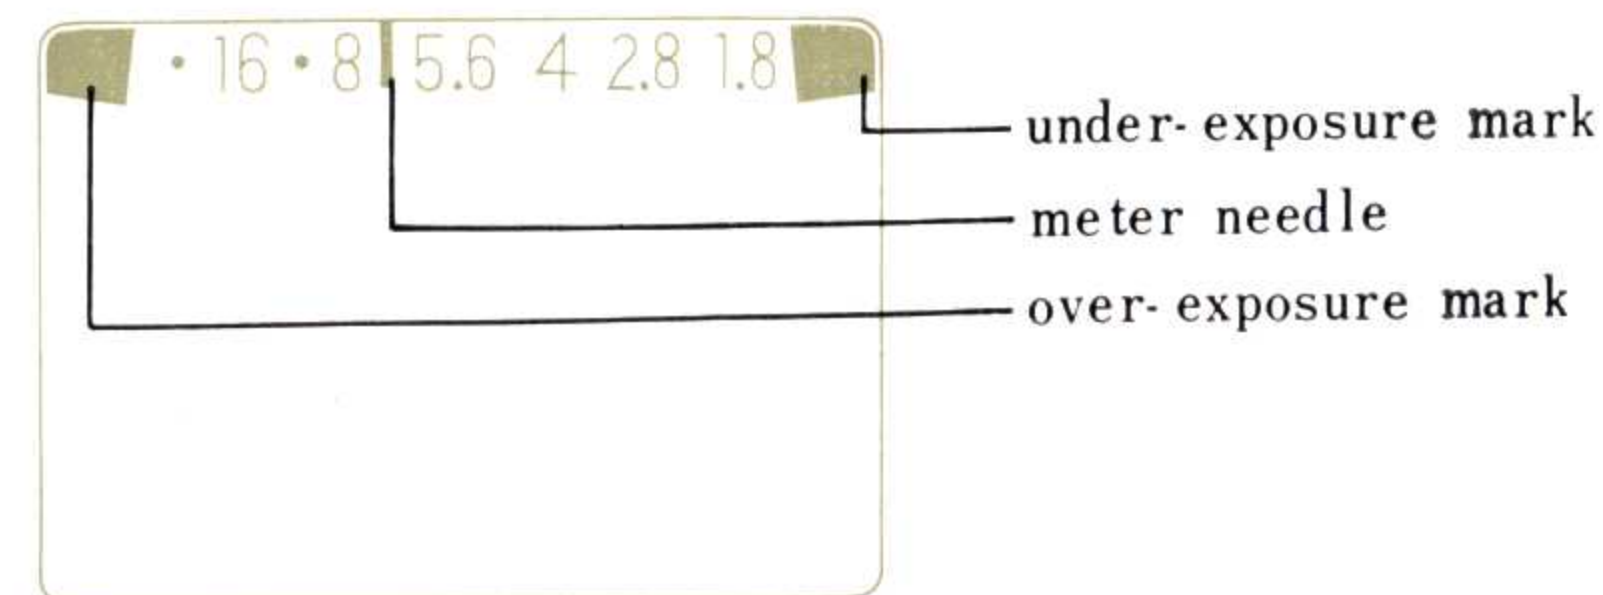 • 16 • 8 5.6 4 2.8 1.8
under- exposure mark
meter needle
over- exposure mark